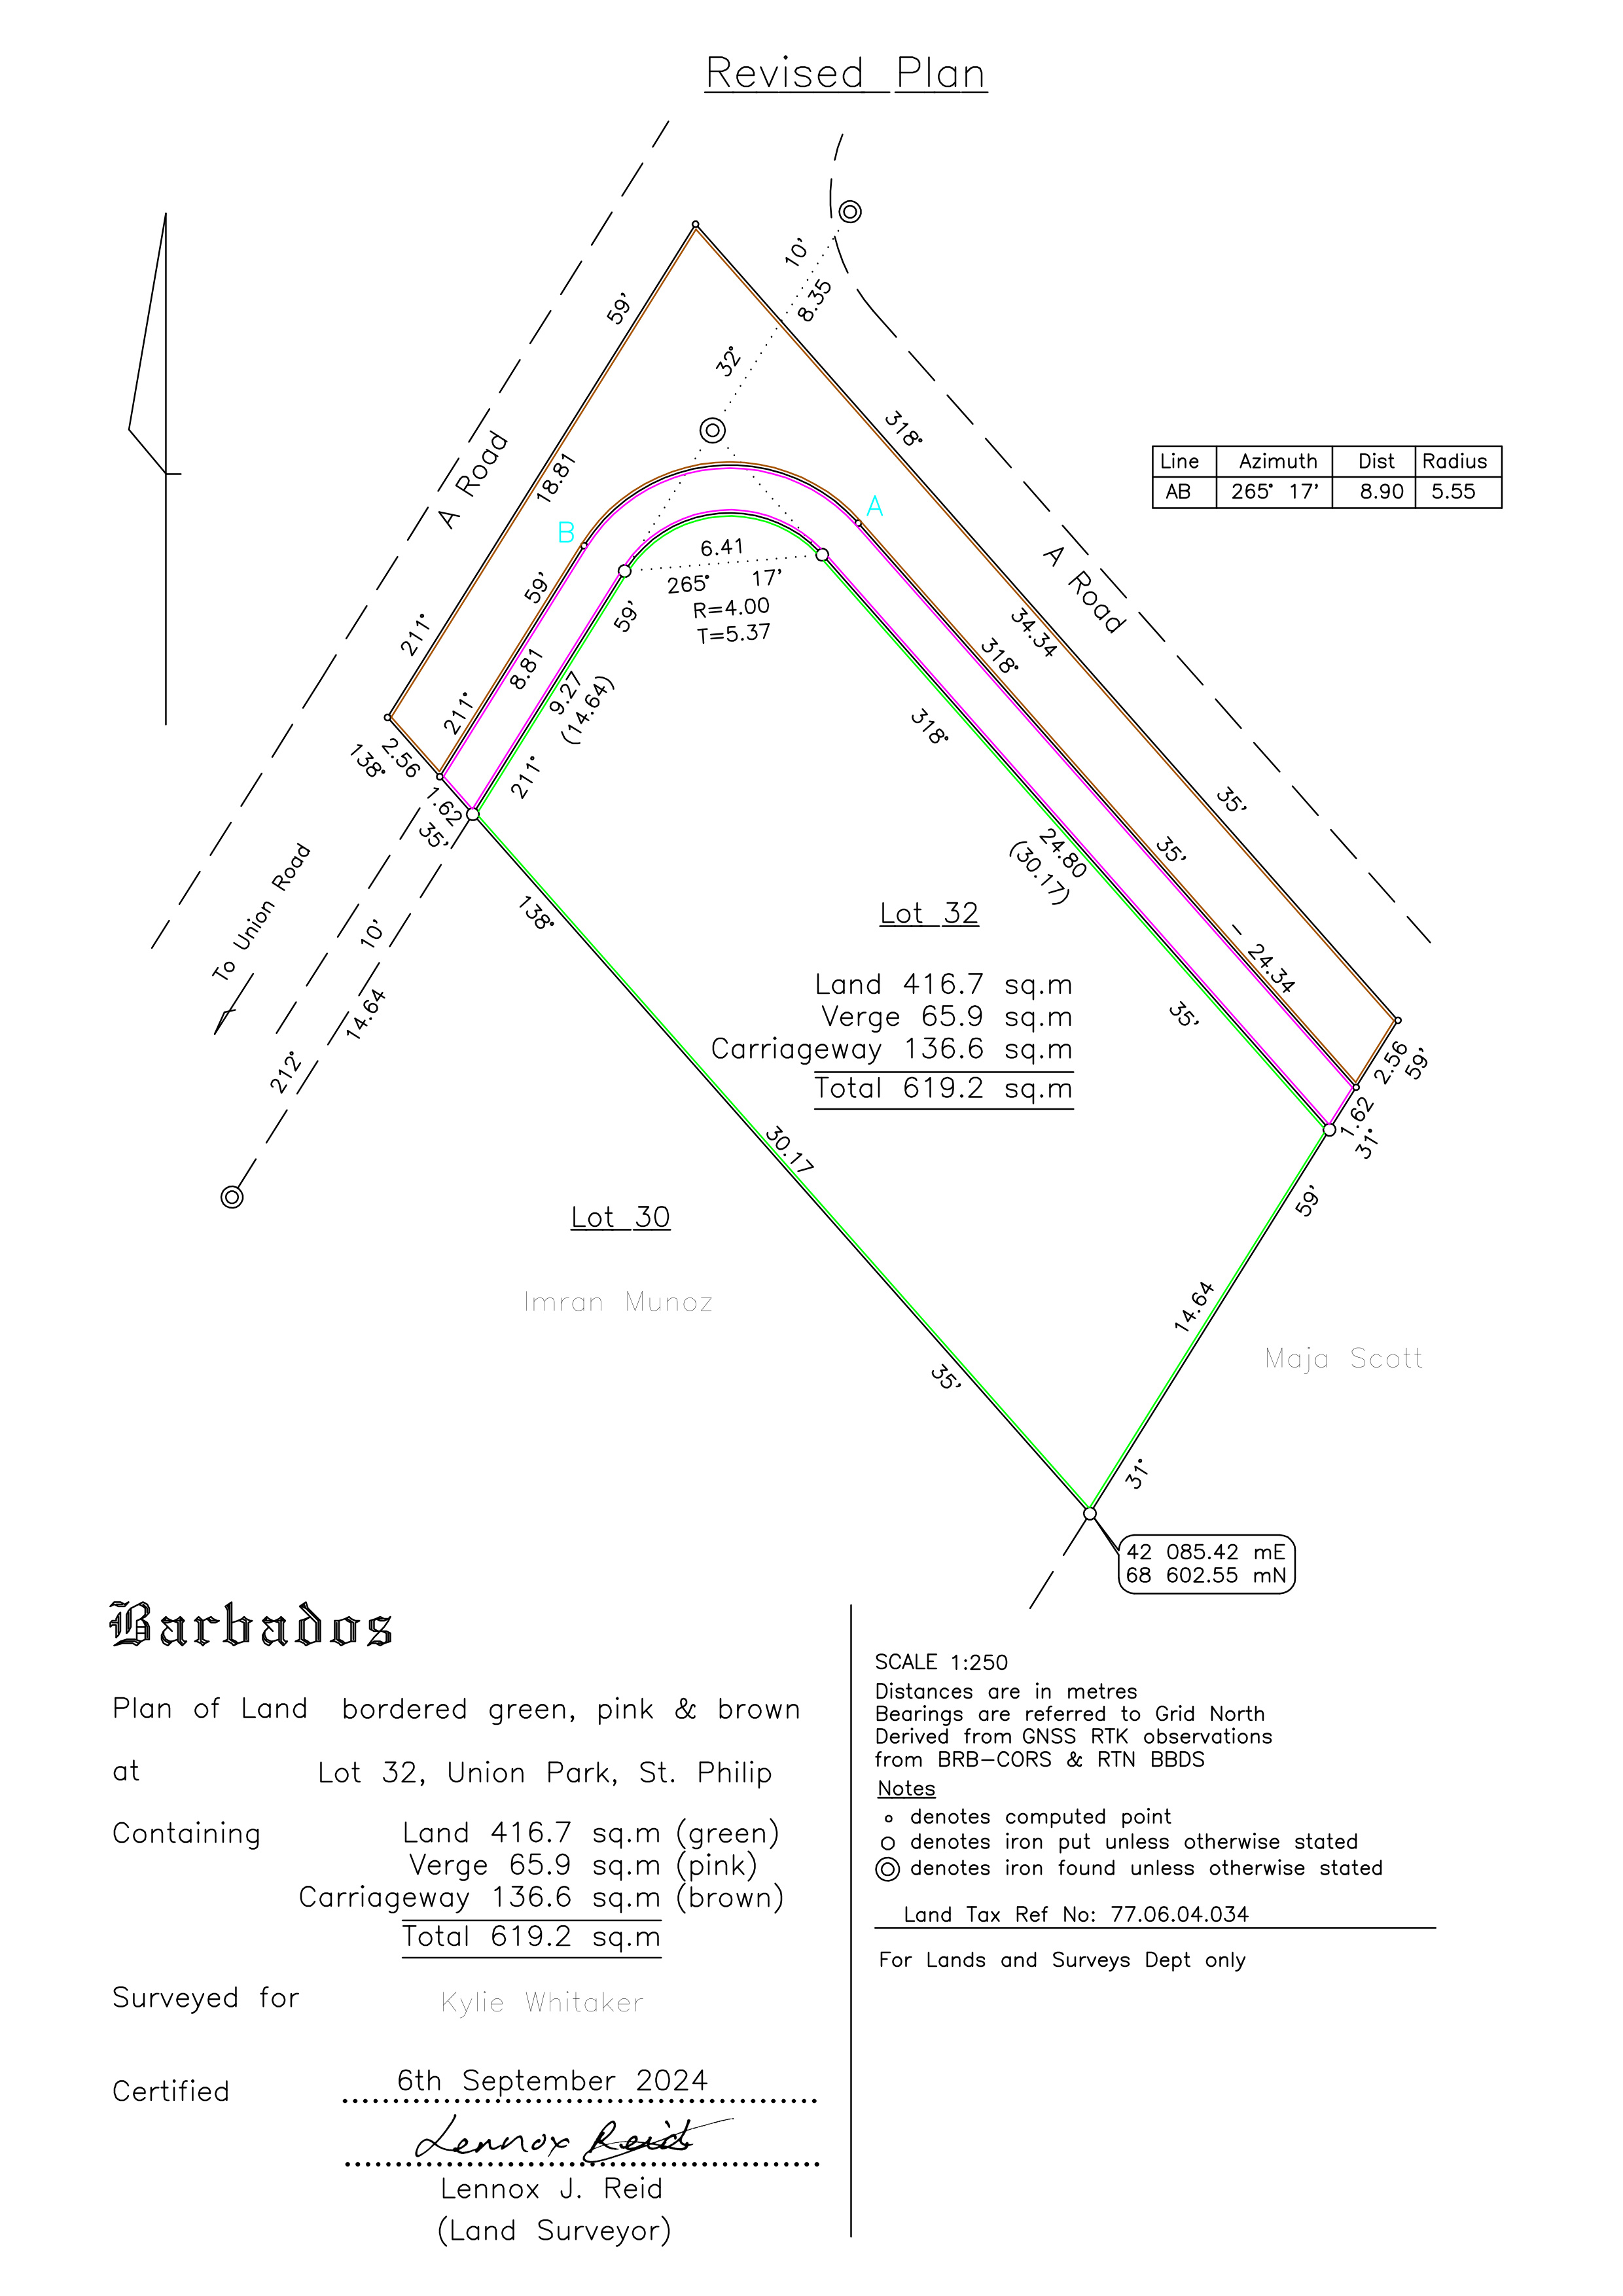 Revised Plan
10'
8.35
32°
59'
18.81
211°
A Road
318°
34.34
35'
A Road
Line Azimuth Dist Radius
AB 265° 17' 8.90 5.55
A
B
6.41
265° 17'
R=4.00
T=5.37
59'
8.81
211°
59'
9.27
(14.64)
211°
318°
35'
24.34
318°
24.80
(30.17)
35'
2.56
138°
1.62
35'
2.56
59'
1.62
31°
To Union Road
10'
14.64
212°
138°
30.17
35'
59'
14.64
31°
Lot 32
Land 416.7 sq.m
Verge 65.9 sq.m
Carriageway 136.6 sq.m
Total 619.2 sq.m
Lot 30
Imran Munoz
Maja Scott
42 085.42 mE
68 602.55 mN
Barbados
Plan of Land bordered green, pink & brown
at Lot 32, Union Park, St. Philip
Containing Land 416.7 sq.m (green)
Verge 65.9 sq.m (pink)
Carriageway 136.6 sq.m (brown)
Total 619.2 sq.m
Surveyed for Kylie Whitaker
Certified 6th September 2024
Lennox Reid
Lennox J. Reid
(Land Surveyor)
SCALE 1:250
Distances are in metres
Bearings are referred to Grid North
Derived from GNSS RTK observations
from BRB-CORS & RTN BBDS
Notes
denotes computed point
denotes iron put unless otherwise stated
denotes iron found unless otherwise stated
Land Tax Ref No: 77.06.04.034
For Lands and Surveys Dept only